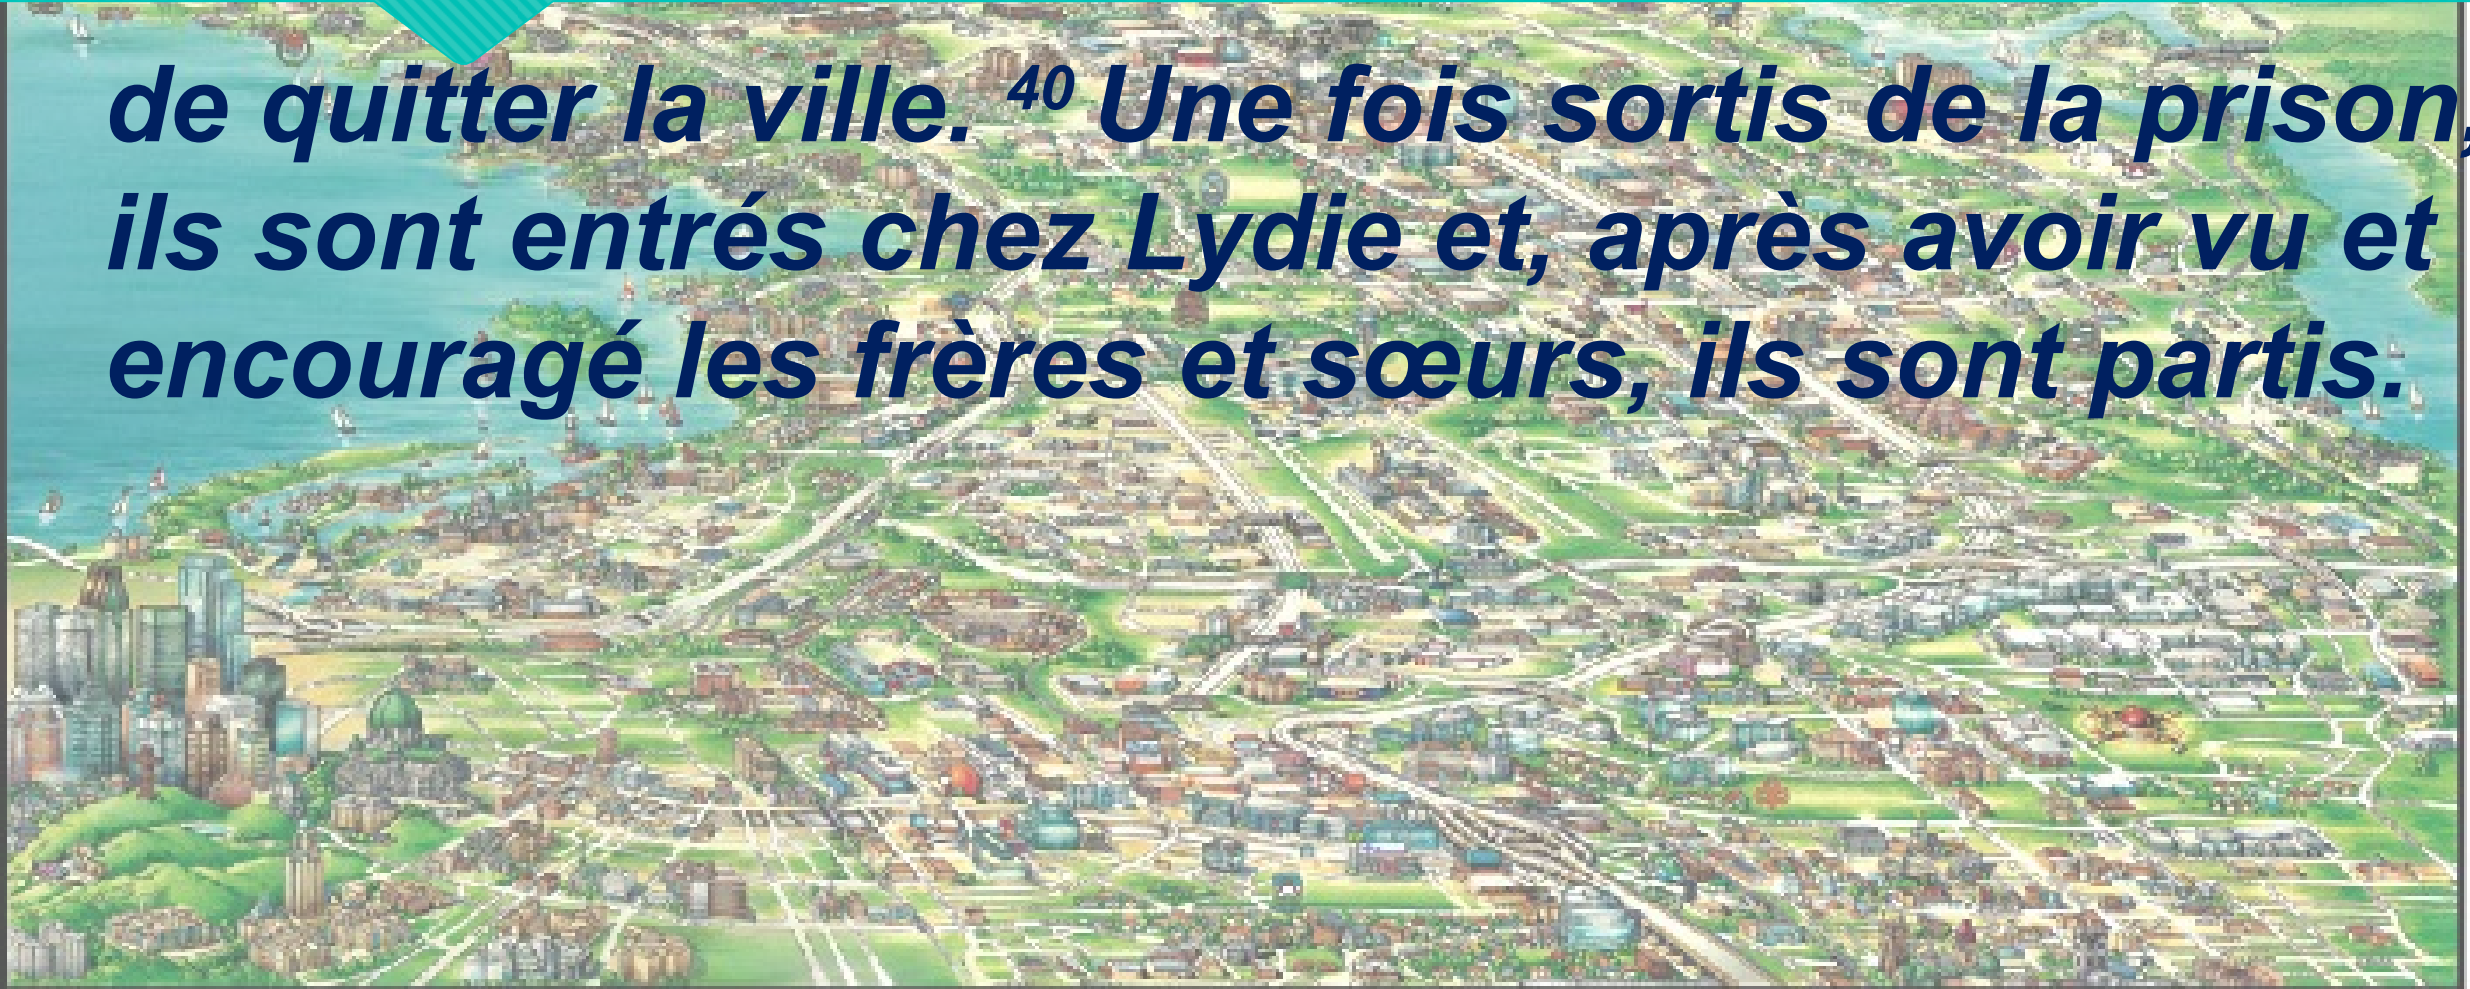 de quitter la ville. 40 Une fois sortis de la prison,
ils sont entrés chez Lydie et, après avoir vu et
encouragé les frères et sœurs, ils sont partis.